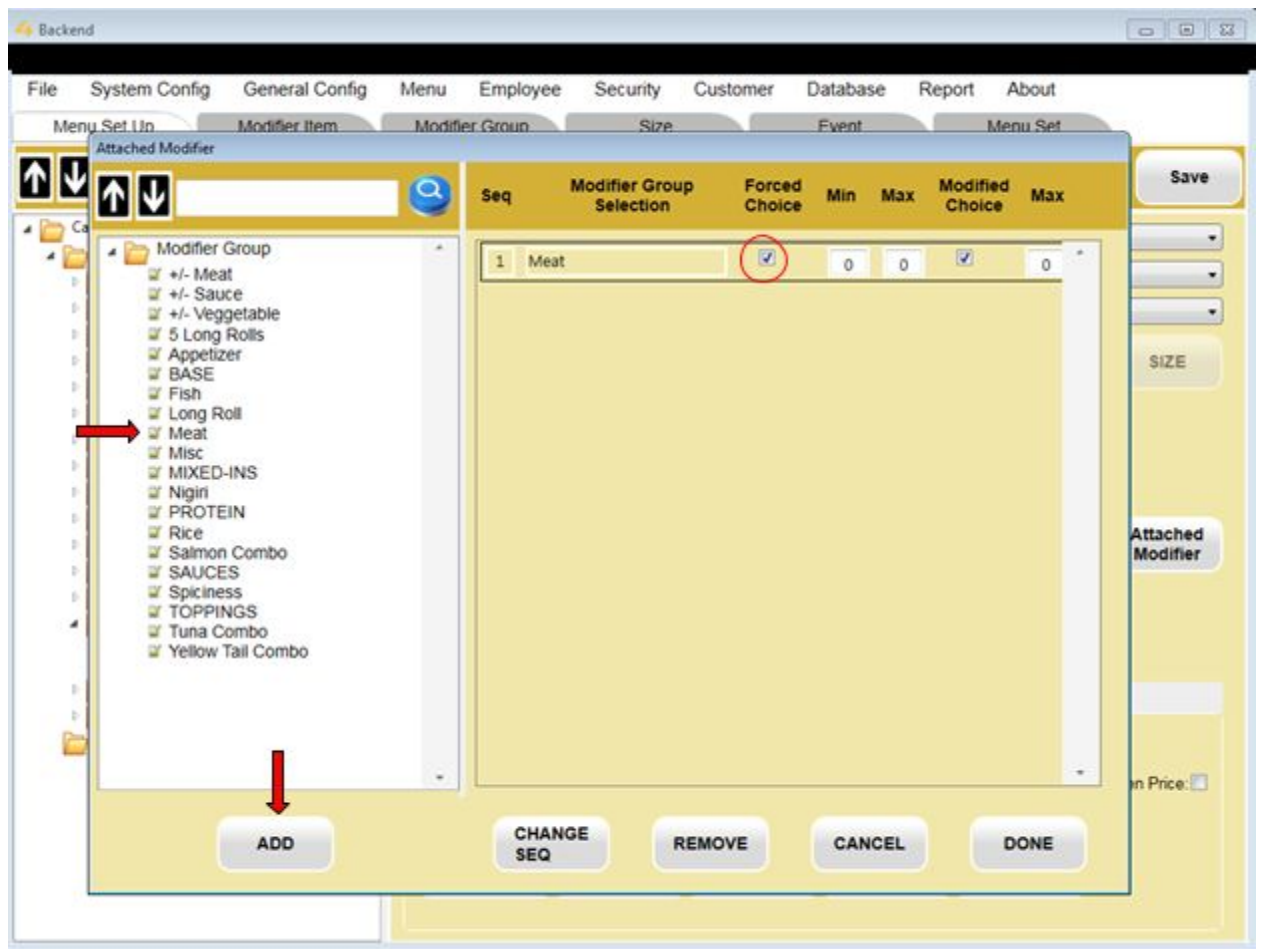 Backend
File System Config General Config Menu Employee Security Customer Database Report About
Menu Set Up Modifier Item Modifier Group Size Event Menu Set
Attached Modifier
Save
Seq Modifier Group Selection Forced Choice Min Max Modified Choice Max
Ca
Modifier Group
1 Meat 0 0 0
+/- Meat
+/- Sauce
+/- Veggetable
5 Long Rolls
Appetizer
BASE
SIZE
Fish
Long Roll
Meat
Misc
MIXED-INS
Nigiri
PROTEIN
Rice
Attached
Modifier
Salmon Combo
SAUCES
Spiciness
TOPPINGS
Tuna Combo
Yellow Tail Combo
en Price:
ADD
CHANGE
SEQ
REMOVE
CANCEL
DONE